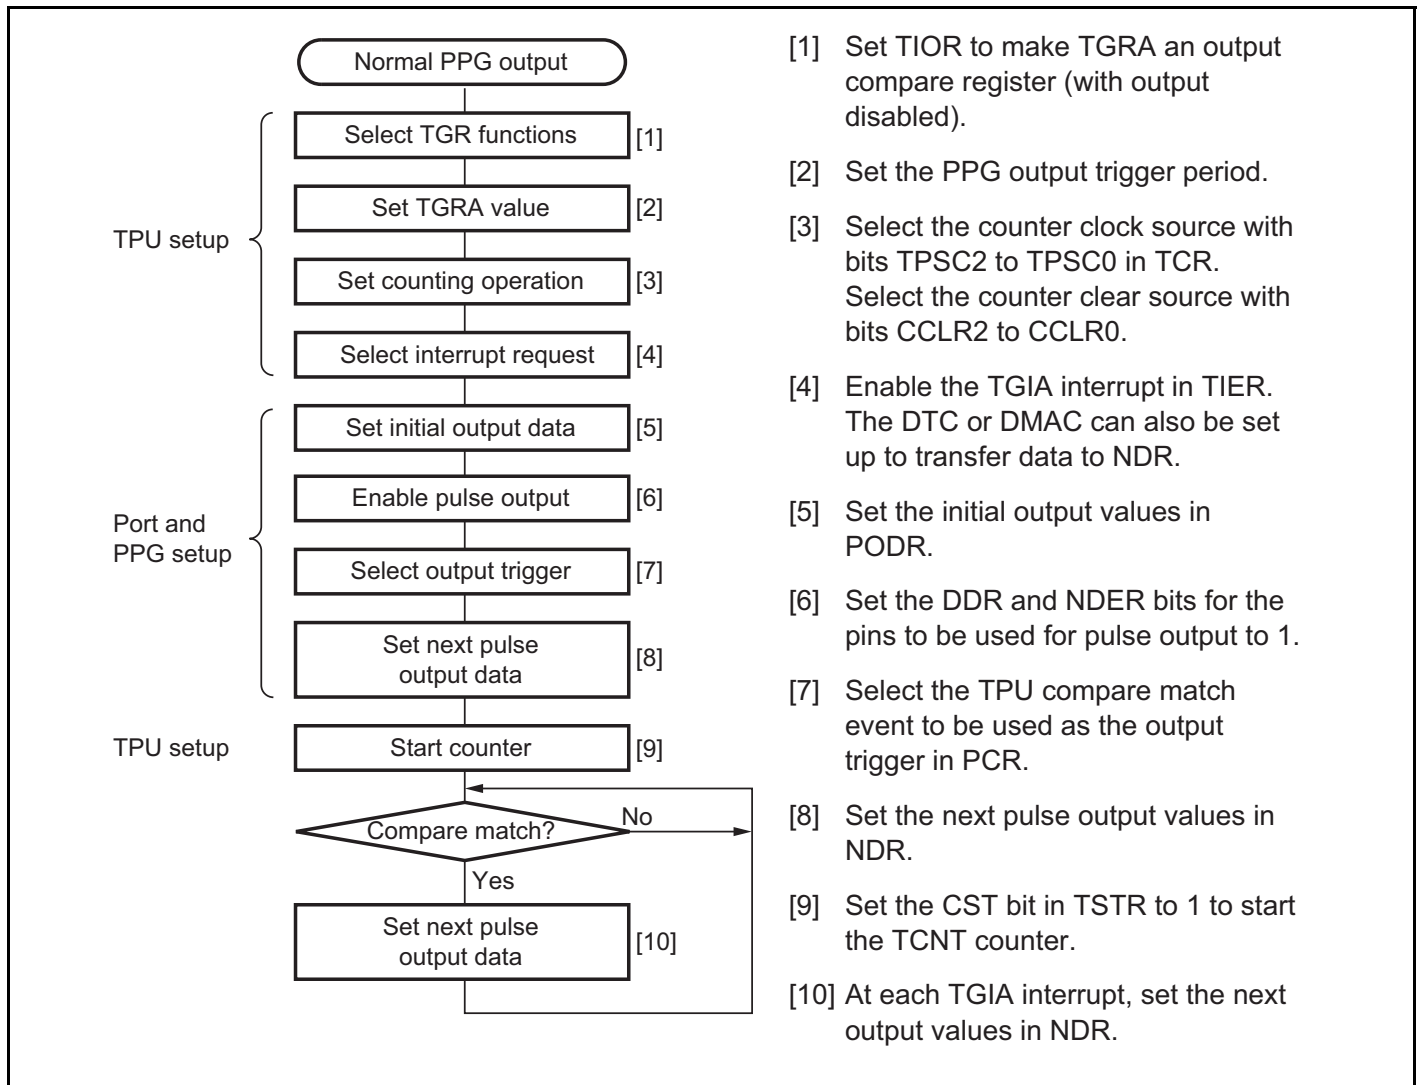 Normal PPG output
TPU setup
Select TGR functions [1]
Set TGRA value [2]
Set counting operation [3]
Select interrupt request [4]
Port and
PPG setup
Set initial output data [5]
Enable pulse output [6]
Select output trigger [7]
Set next pulse
output data [8]
TPU setup
Start counter [9]
Compare match?
No
Yes
Set next pulse
output data [10]
[1] Set TIOR to make TGRA an output
compare register (with output
disabled).
[2] Set the PPG output trigger period.
[3] Select the counter clock source with
bits TPSC2 to TPSC0 in TCR.
Select the counter clear source with
bits CCLR2 to CCLR0.
[4] Enable the TGIA interrupt in TIER.
The DTC or DMAC can also be set
up to transfer data to NDR.
[5] Set the initial output values in
PODR.
[6] Set the DDR and NDER bits for the
pins to be used for pulse output to 1.
[7] Select the TPU compare match
event to be used as the output
trigger in PCR.
[8] Set the next pulse output values in
NDR.
[9] Set the CST bit in TSTR to 1 to start
the TCNT counter.
[10] At each TGIA interrupt, set the next
output values in NDR.